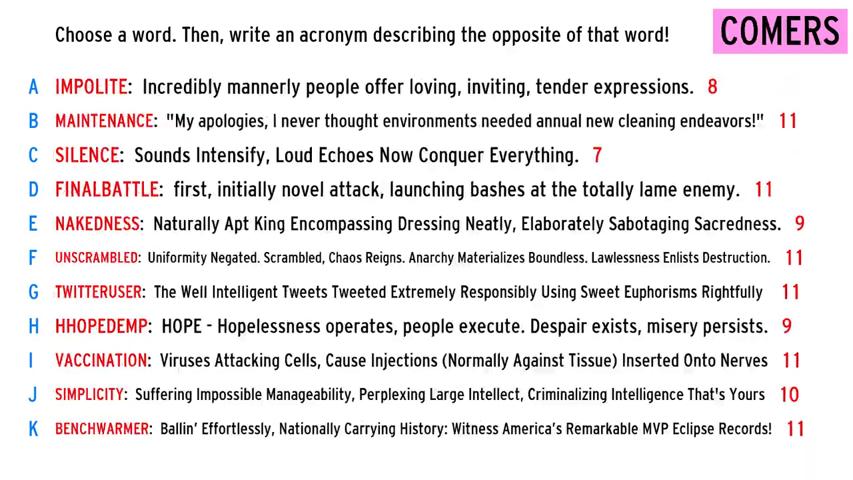 Choose a word. Then, write an acronym describing the opposite of that word!
COMERS
A IMPOLITE: Incredibly mannerly people offer loving, inviting, tender expressions. 8
B MAINTENANCE: "My apologies, I never thought environments needed annual new cleaning endeavors!" 11
C SILENCE: Sounds Intensify, Loud Echoes Now Conquer Everything. 7
D FINALBATTLE: first, initially novel attack, launching bashes at the totally lame enemy. 11
E NAKEDNESS: Naturally Apt King Encompassing Dressing Neatly, Elaborately Sabotaging Sacredness. 9
F UNSCRAMBLED: Uniformity Negated. Scrambled, Chaos Reigns. Anarchy Materializes Boundless. Lawlessness Enlists Destruction. 11
G TWITTERUSER: The Well Intelligent Tweets Tweeted Extremely Responsibly Using Sweet Euphorisms Rightfully 11
H HHOPEDEMP: HOPE - Hopelessness operates, people execute. Despair exists, misery persists. 9
I VACCINATION: Viruses Attacking Cells, Cause Injections (Normally Against Tissue) Inserted Onto Nerves 11
J SIMPLICITY: Suffering Impossible Manageability, Perplexing Large Intellect, Criminalizing Intelligence That's Yours 10
K BENCHWARMER: Ballin' Effortlessly, Nationally Carrying History: Witness America's Remarkable MVP Eclipse Records! 11